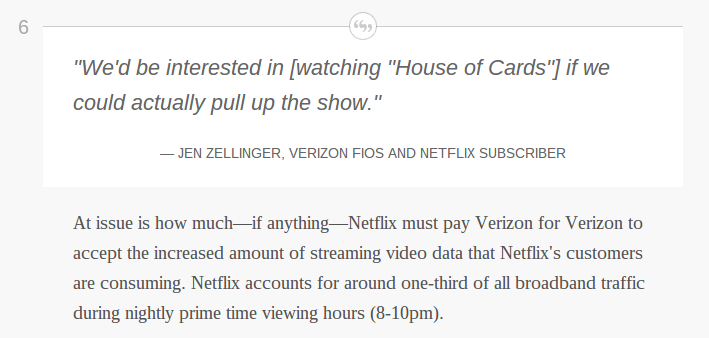 6
"We'd be interested in [watching "House of Cards"] if we
could actually pull up the show."
— JEN ZELLINGER, VERIZON FIOS AND NETFLIX SUBSCRIBER
At issue is how much—if anything—Netflix must pay Verizon for Verizon to
accept the increased amount of streaming video data that Netflix's customers
are consuming. Netflix accounts for around one-third of all broadband traffic
during nightly prime time viewing hours (8-10pm).